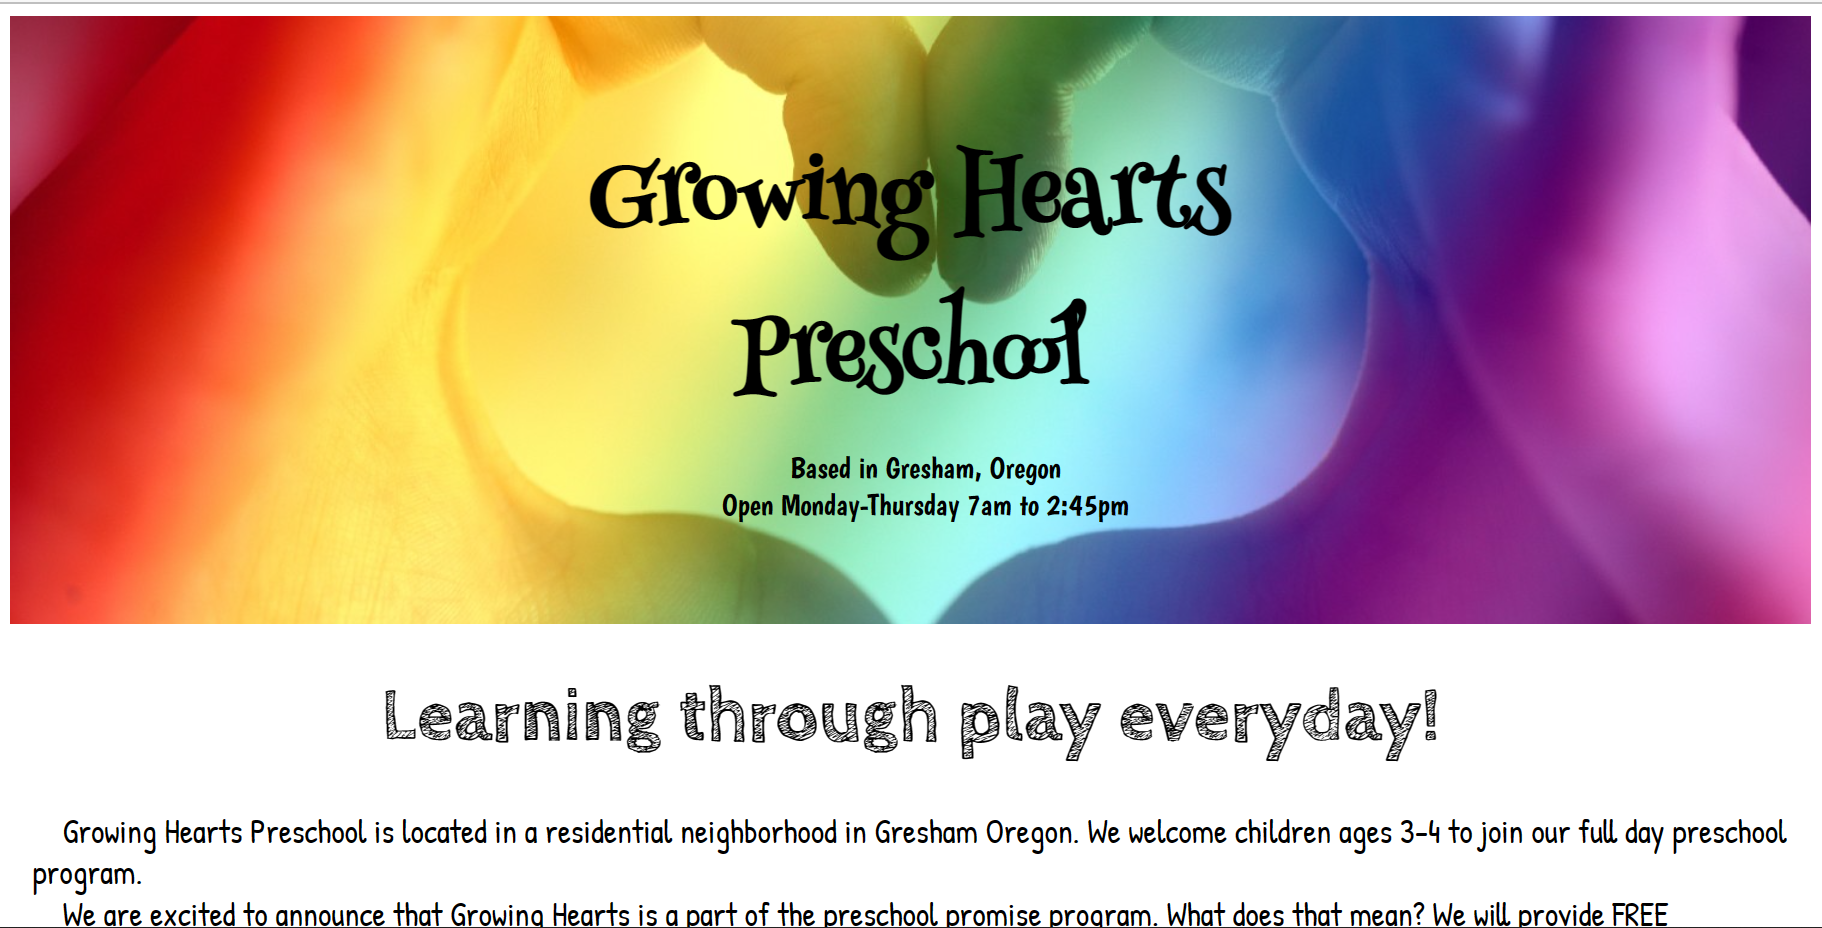 Growing Hearts
Preschool
Based in Gresham, Oregon
Open Monday-Thursday 7am to 2:45pm
Learning through play everyday!
Growing Hearts Preschool is located in a residential neighborhood in Gresham Oregon. We welcome children ages 3-4 to join our full day preschool
program.
We are excited to announce that Growing Hearts is a part of the preschool promise program. What does that mean? We will provide FREE